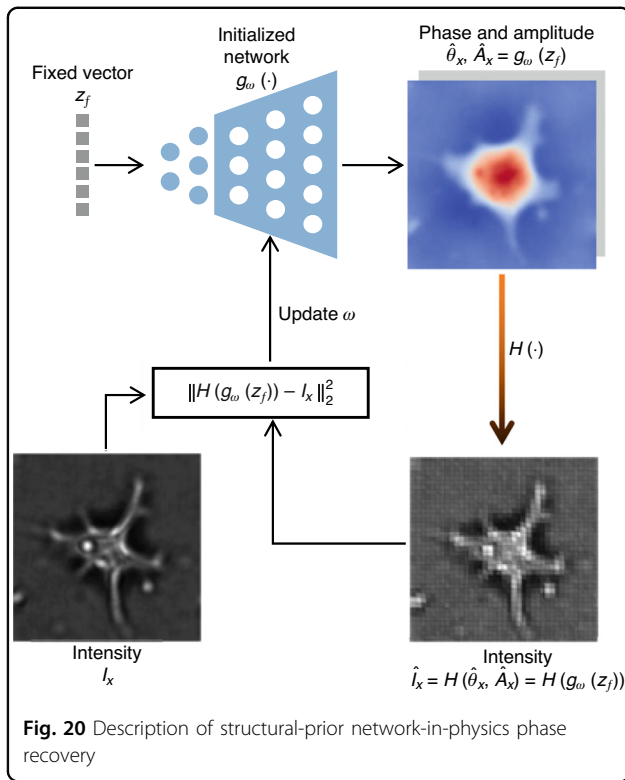 Fixed vector
z_f
Initialized
network
g_ω (·)
Phase and amplitude
θ̂_x, Â_x = g_ω (z_f)
Update ω
H (·)
‖H (g_ω (z_f)) – I_x‖₂²
Intensity
I_x
Intensity
Î_x = H (θ̂_x, Â_x) = H (g_ω (z_f))
Fig. 20 Description of structural-prior network-in-physics phase
recovery